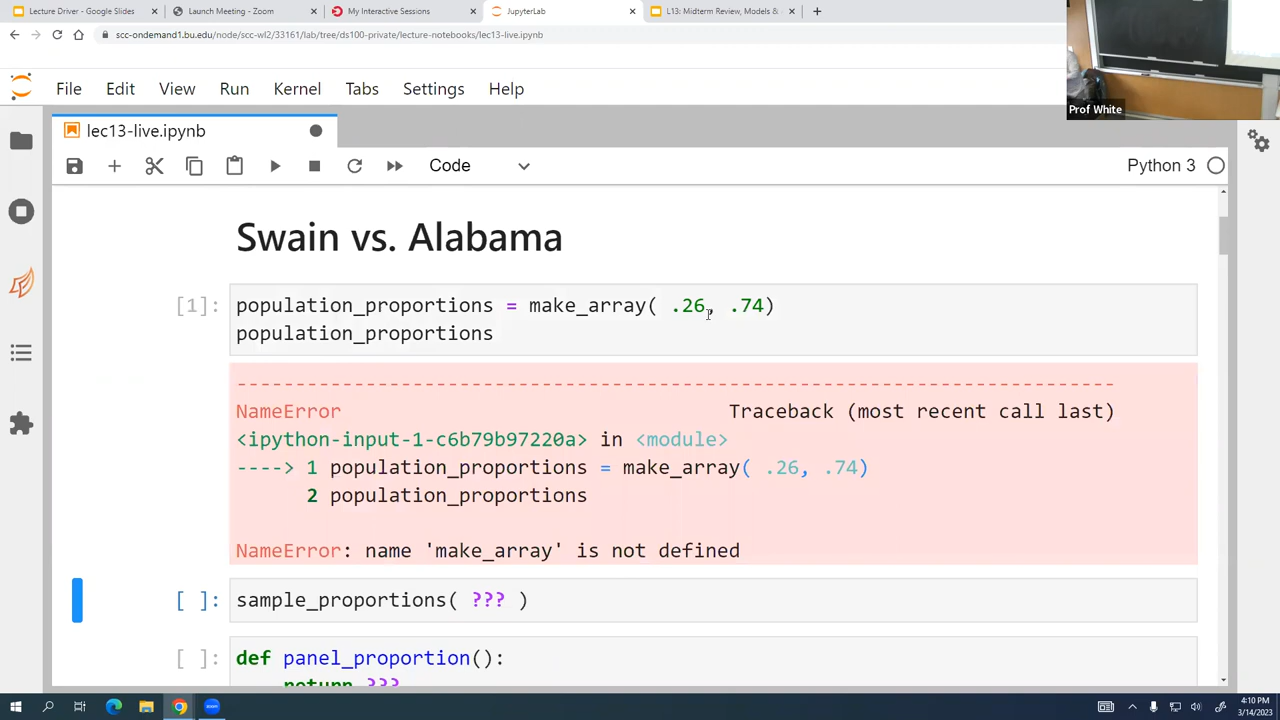 Lecture Driver - Google Slides
Launch Meeting - Zoom
My Interactive Sessions
JupyterLab
L13: Midterm Review, Models &
scc-ondemand1.bu.edu/node/scc-wl2/33161/lab/tree/ds100-private/lecture-notebooks/lec13-live.ipynb
Prof White
File Edit View Run Kernel Tabs Settings Help
lec13-live.ipynb
Code
Python 3
Swain vs. Alabama
[1]: population_proportions = make_array( .26, .74)
population_proportions
---------------------------------------------------------------------------
NameError Traceback (most recent call last)
<ipython-input-1-c6b79b97220a> in <module>
----> 1 population_proportions = make_array( .26, .74)
2 population_proportions
NameError: name 'make_array' is not defined
[ ]: sample_proportions( ??? )
[ ]: def panel_proportion():
return ???
4:10 PM
3/14/2023